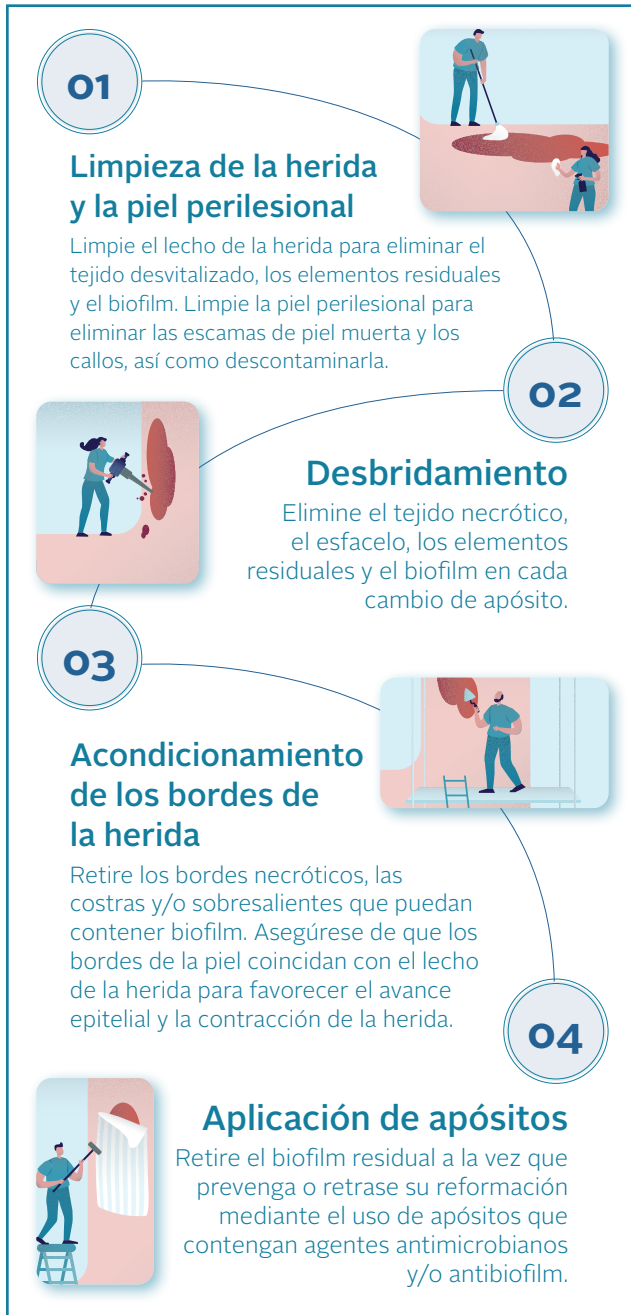 01
Limpieza de la herida
y la piel perilesional
Limpie el lecho de la herida para eliminar el
tejido desvitalizado, los elementos residuales
y el biofilm. Limpie la piel perilesional para
eliminar las escamas de piel muerta y los
callos, así como descontaminarla.
02
Desbridamiento
Elimine el tejido necrótico,
el esfacelo, los elementos
residuales y el biofilm en cada
cambio de apósito.
03
Acondicionamiento
de los bordes de
la herida
Retire los bordes necróticos, las
costras y/o sobresalientes que puedan
contener biofilm. Asegúrese de que los
bordes de la piel coincidan con el lecho
de la herida para favorecer el avance
epitelial y la contracción de la herida.
04
Aplicación de apósitos
Retire el biofilm residual a la vez que
prevenga o retrase su reformación
mediante el uso de apósitos que
contengan agentes antimicrobianos
y/o antibiofilm.